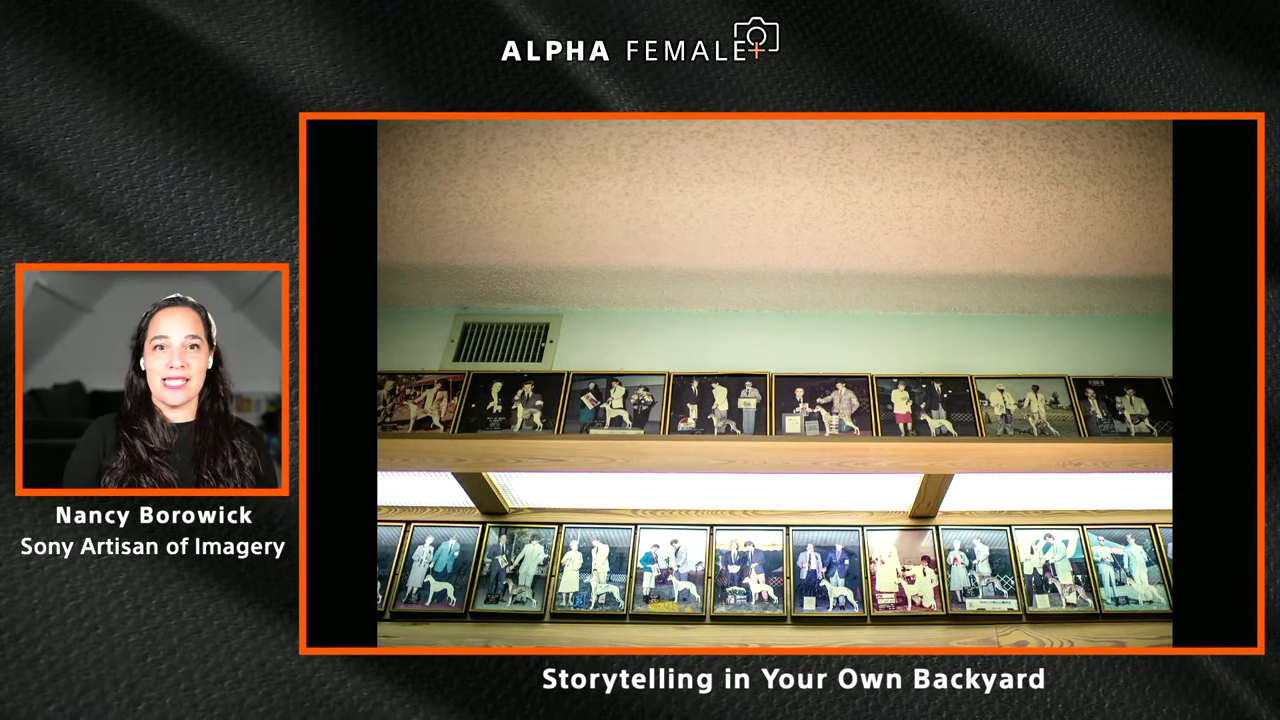 ALPHA FEMALE
Nancy Borowick
Sony Artisan of Imagery
Storytelling in Your Own Backyard